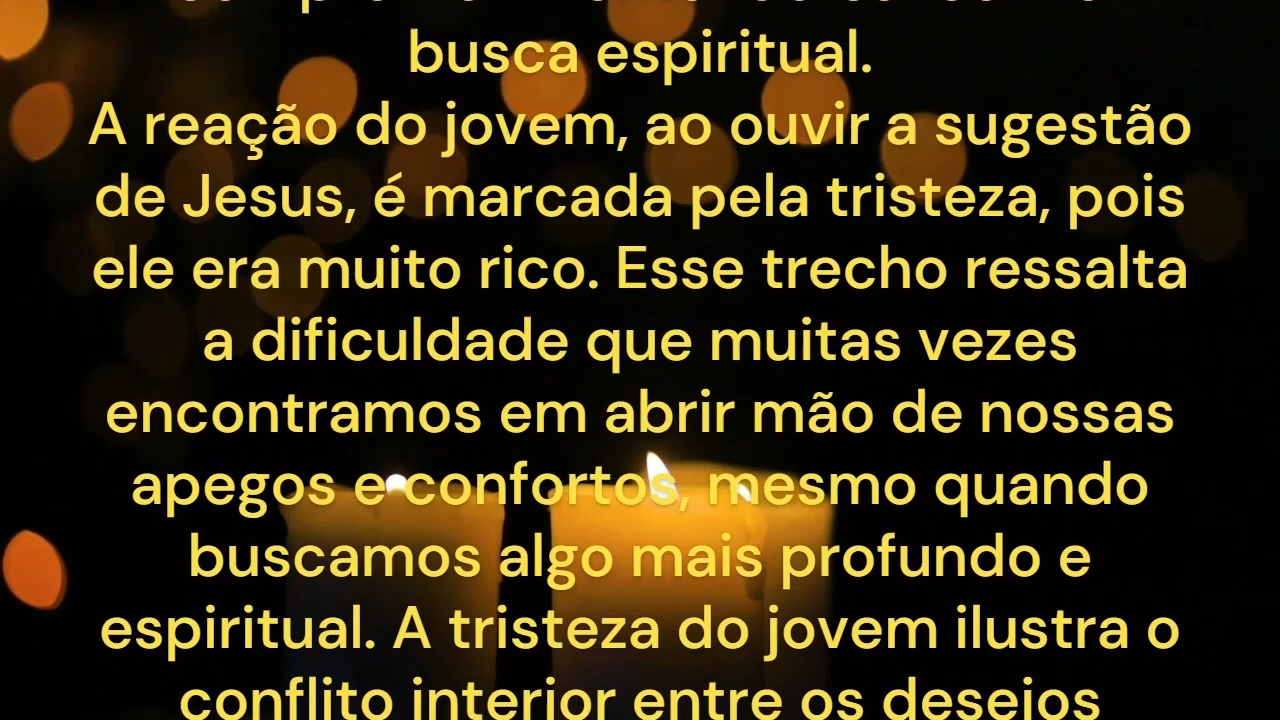 busca espiritual.
A reação do jovem, ao ouvir a sugestão
de Jesus, é marcada pela tristeza, pois
ele era muito rico. Esse trecho ressalta
a dificuldade que muitas vezes
encontramos em abrir mão de nossas
apegos e confortos, mesmo quando
buscamos algo mais profundo e
espiritual. A tristeza do jovem ilustra o
conflito interior entre os desejos